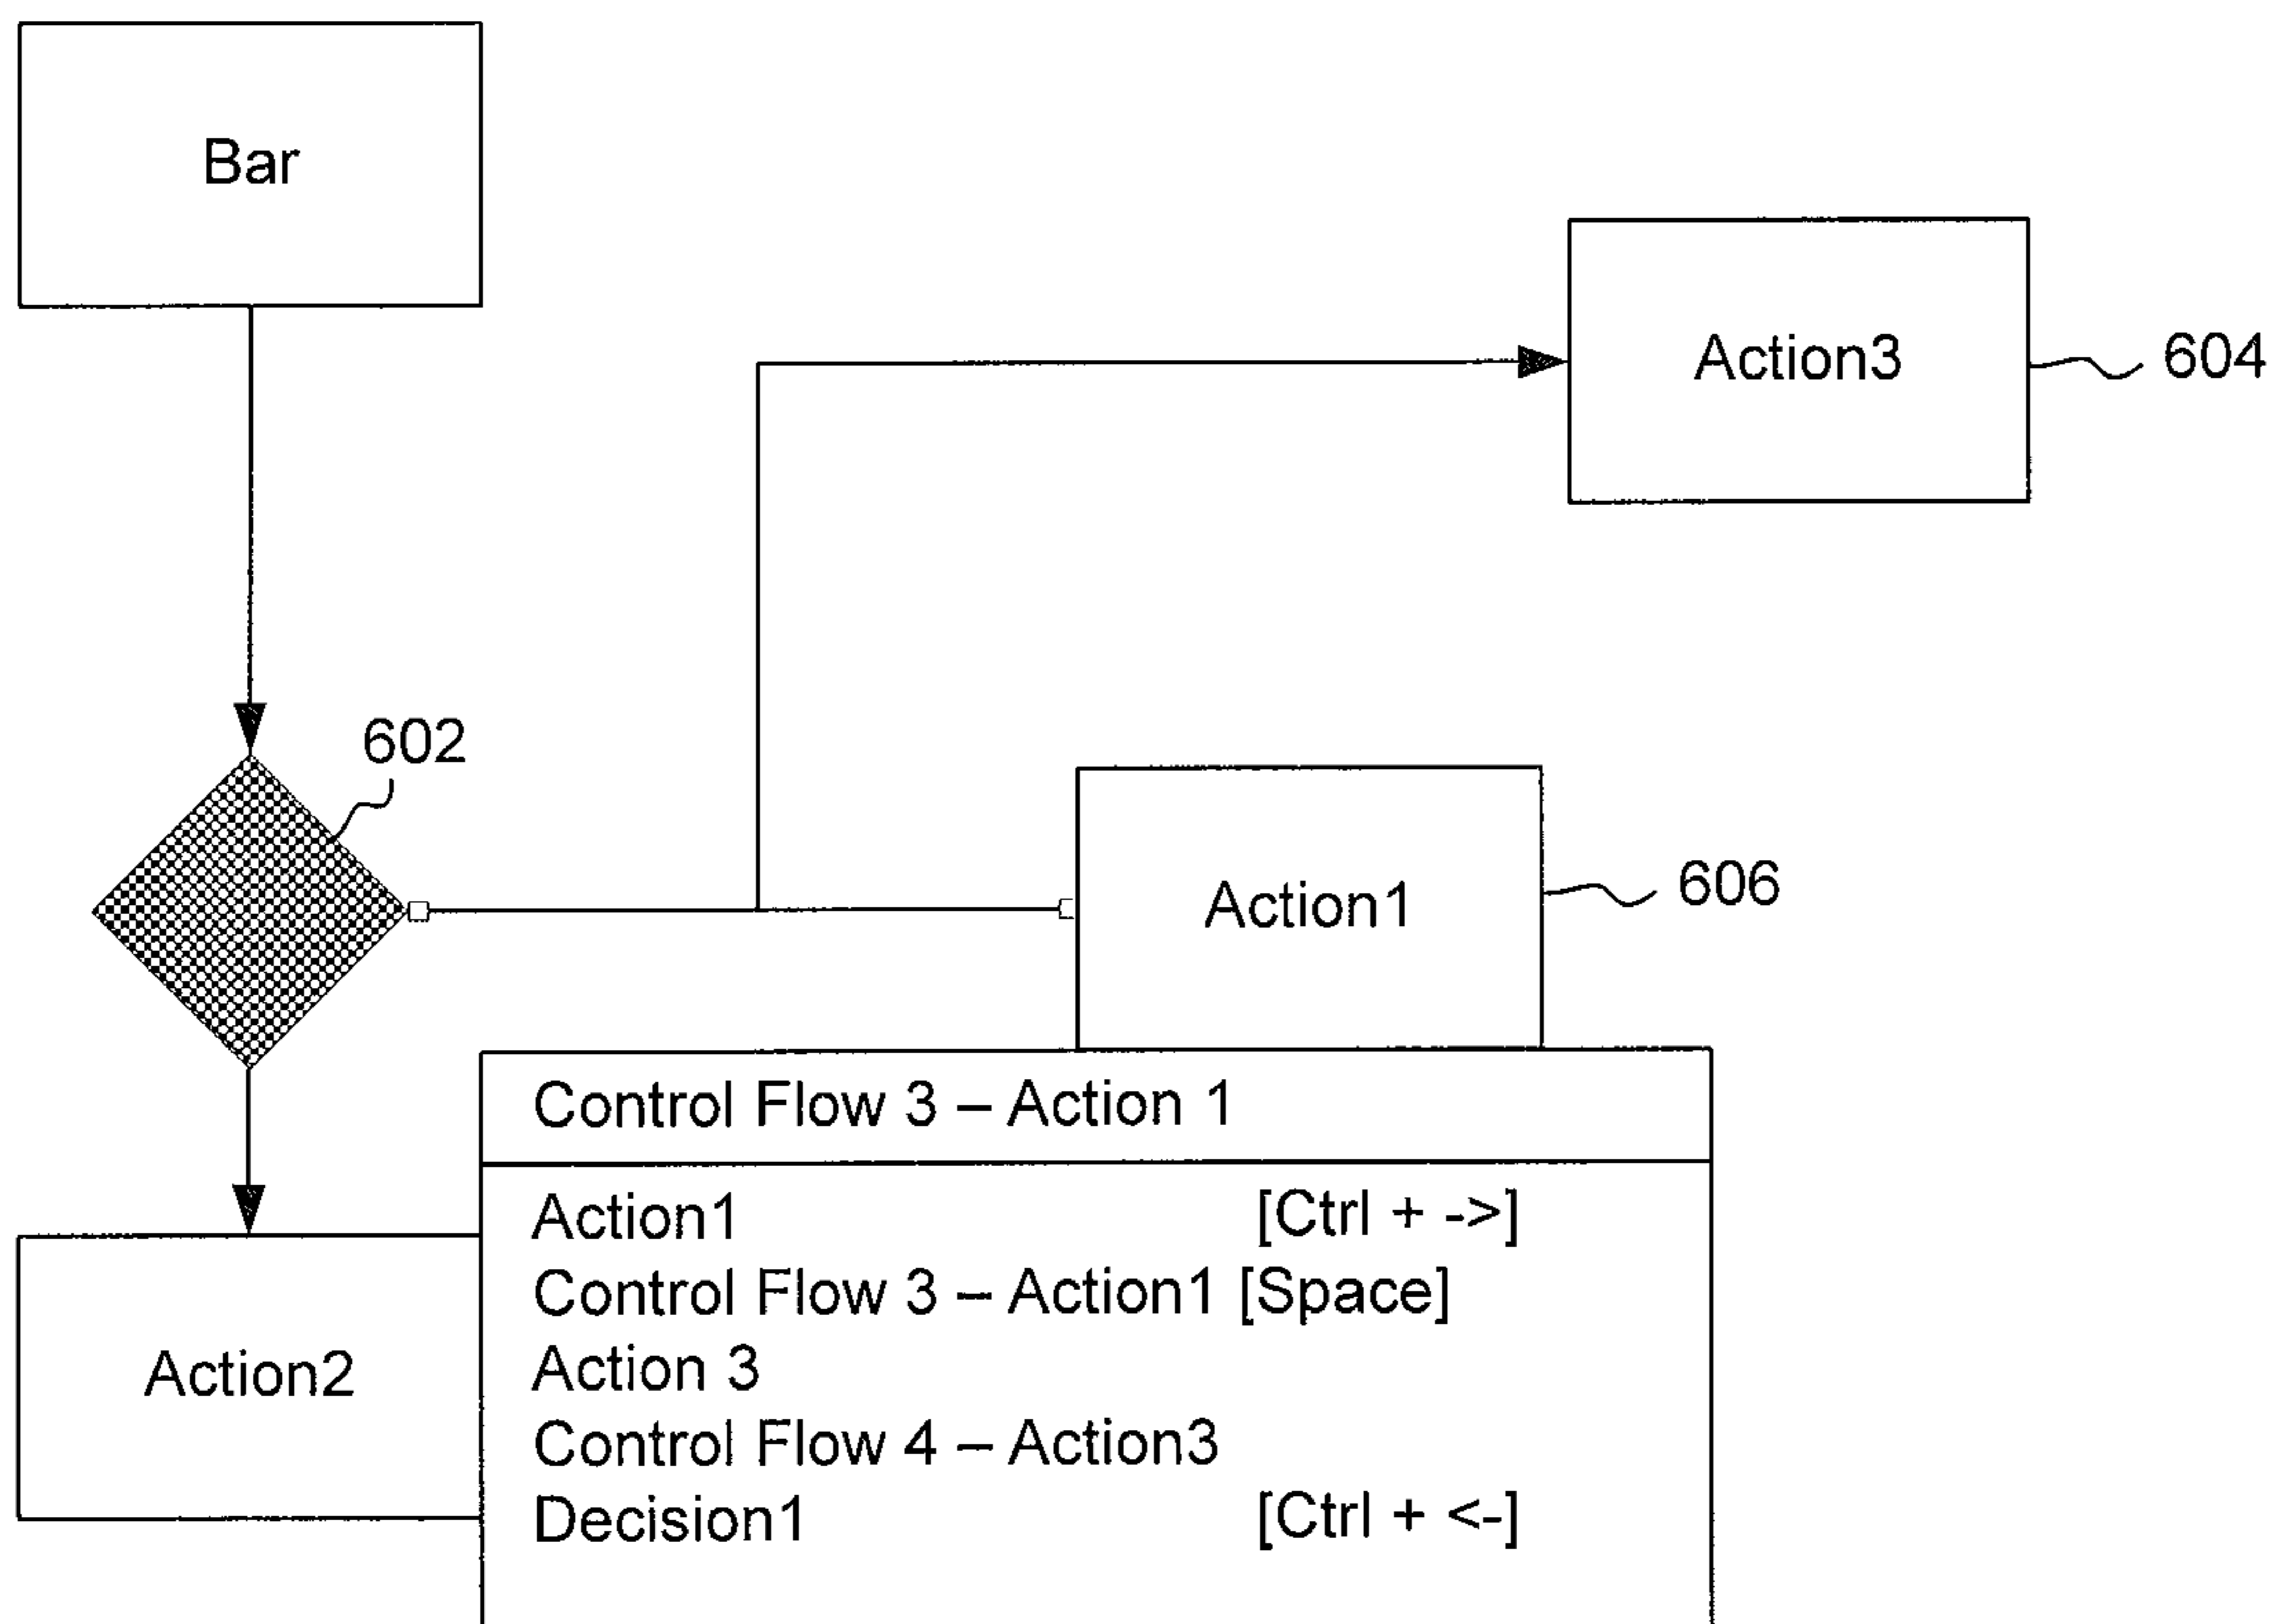 Bar
Action3
604
602
Action1
606
Control Flow 3 – Action 1
Action1 [Ctrl + ->]
Control Flow 3 – Action1 [Space]
Action 3
Control Flow 4 – Action3
Decision1 [Ctrl + <-]
Action2